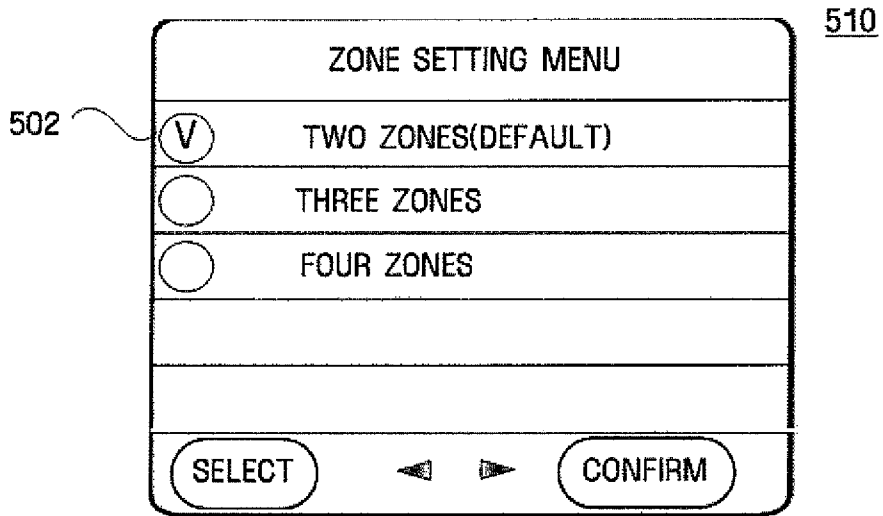 510
ZONE SETTING MENU
502
V TWO ZONES(DEFAULT)
THREE ZONES
FOUR ZONES
SELECT CONFIRM